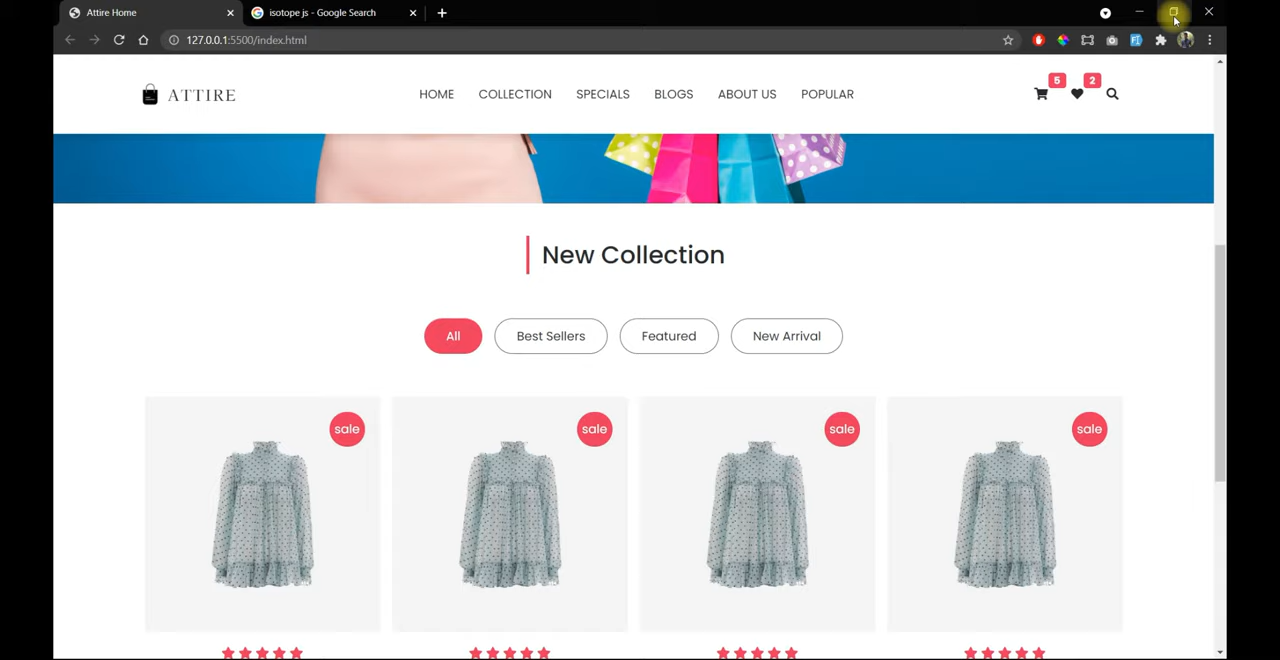 Attire Home
isotope js - Google Search
127.0.0.1:5500/index.html
ATTIRE
HOME COLLECTION SPECIALS BLOGS ABOUT US POPULAR
5 2
New Collection
All Best Sellers Featured New Arrival
sale sale sale sale